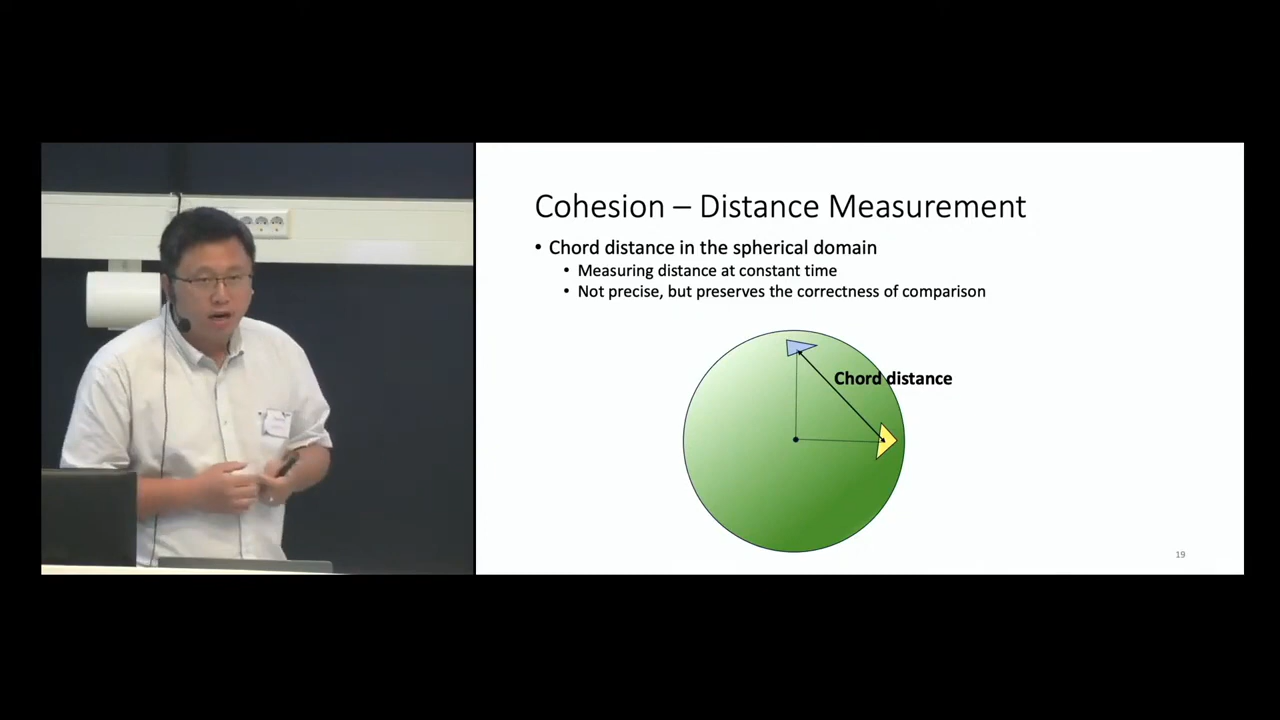 Cohesion – Distance Measurement
• Chord distance in the spherical domain
• Measuring distance at constant time
• Not precise, but preserves the correctness of comparison
Chord distance
19